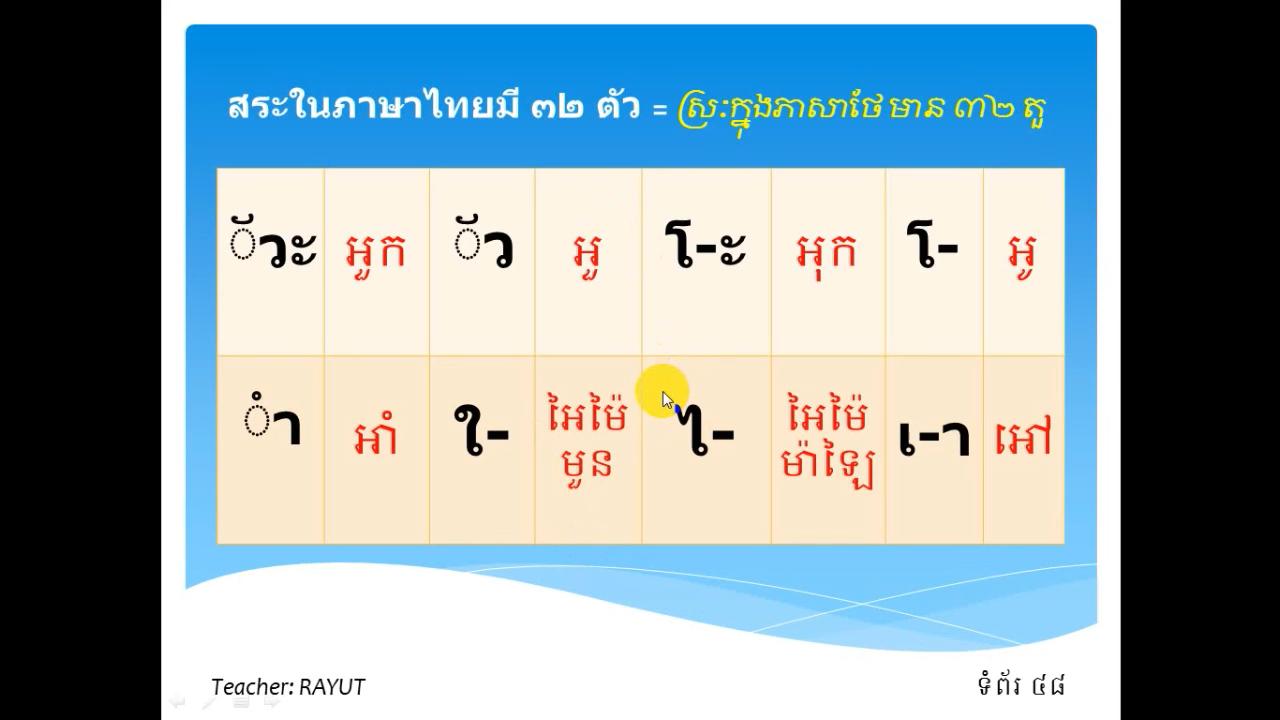 สระในภาษาไทยมี ๓๒ ตัว = ស្រៈក្នុងភាសាថៃមាន ៣២ តួ
ัวะ អួក ัว អួ โ-ะ អុក โ- អូ
ำ អាំ ใ- អៃម៉ៃមួន ไ- អៃម៉ៃម៉ាឡៃ เ-า អៅ
Teacher: RAYUT
ទំព័រ ៤៨